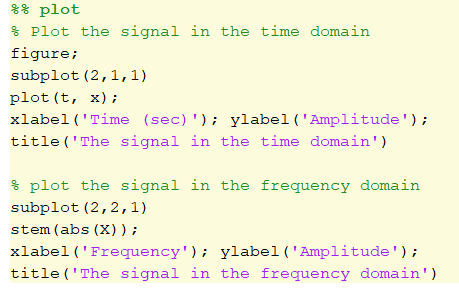 %% plot
% Plot the signal in the time domain
figure;
subplot(2,1,1)
plot(t, x);
xlabel('Time (sec)'); ylabel('Amplitude');
title('The signal in the time domain')
% plot the signal in the frequency domain
subplot(2,2,1)
stem(abs(X));
xlabel('Frequency'); ylabel('Amplitude');
title('The signal in the frequency domain')